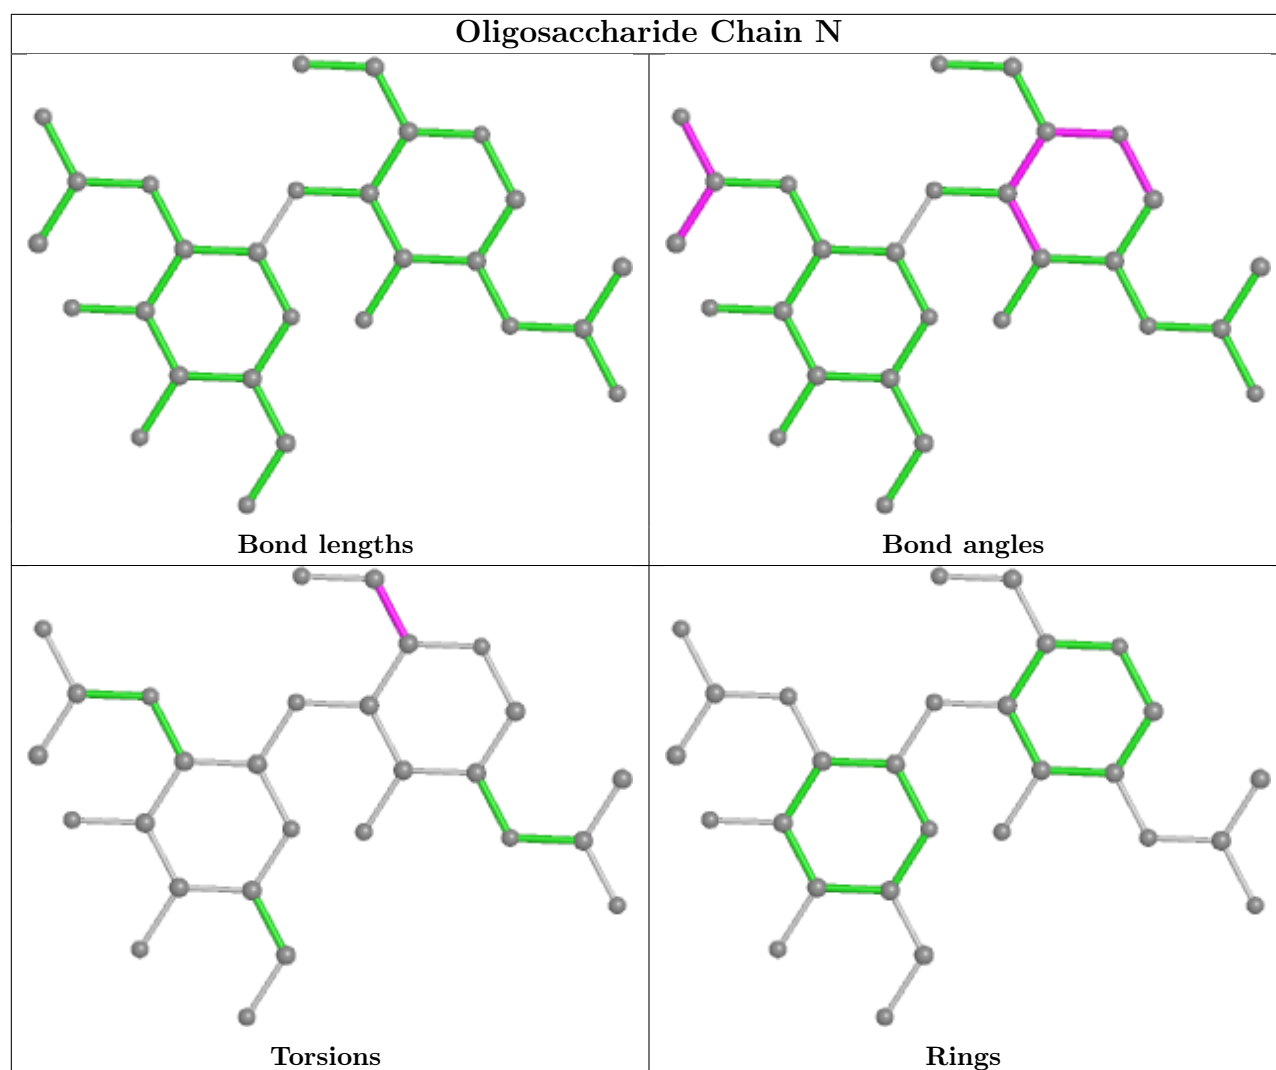 Oligosaccharide Chain N
Bond lengths
Bond angles
Torsions
Rings